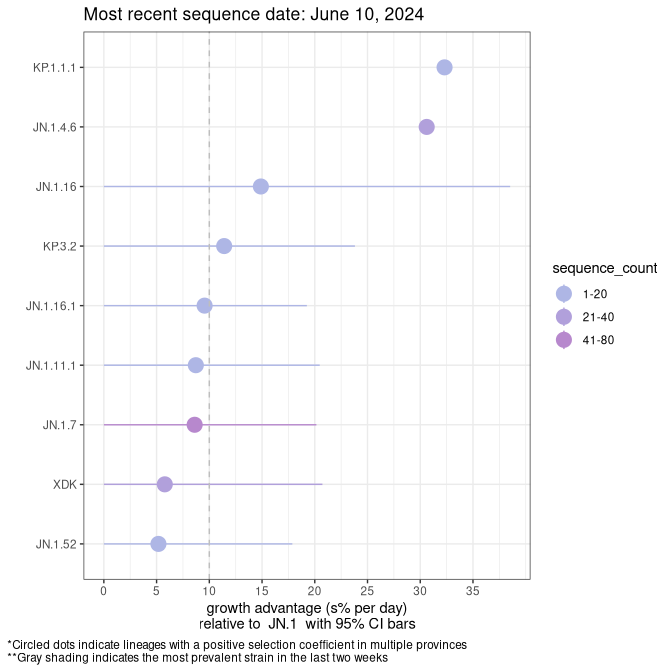 Most recent sequence date: June 10, 2024
KP.1.1.1
JN.1.4.6
JN.1.16
KP.3.2
JN.1.16.1
JN.1.11.1
JN.1.7
XDK
JN.1.52
0 5 10 15 20 25 30 35
growth advantage (s% per day)
relative to JN.1 with 95% CI bars
sequence_count
1-20
21-40
41-80
*Circled dots indicate lineages with a positive selection coefficient in multiple provinces
**Gray shading indicates the most prevalent strain in the last two weeks